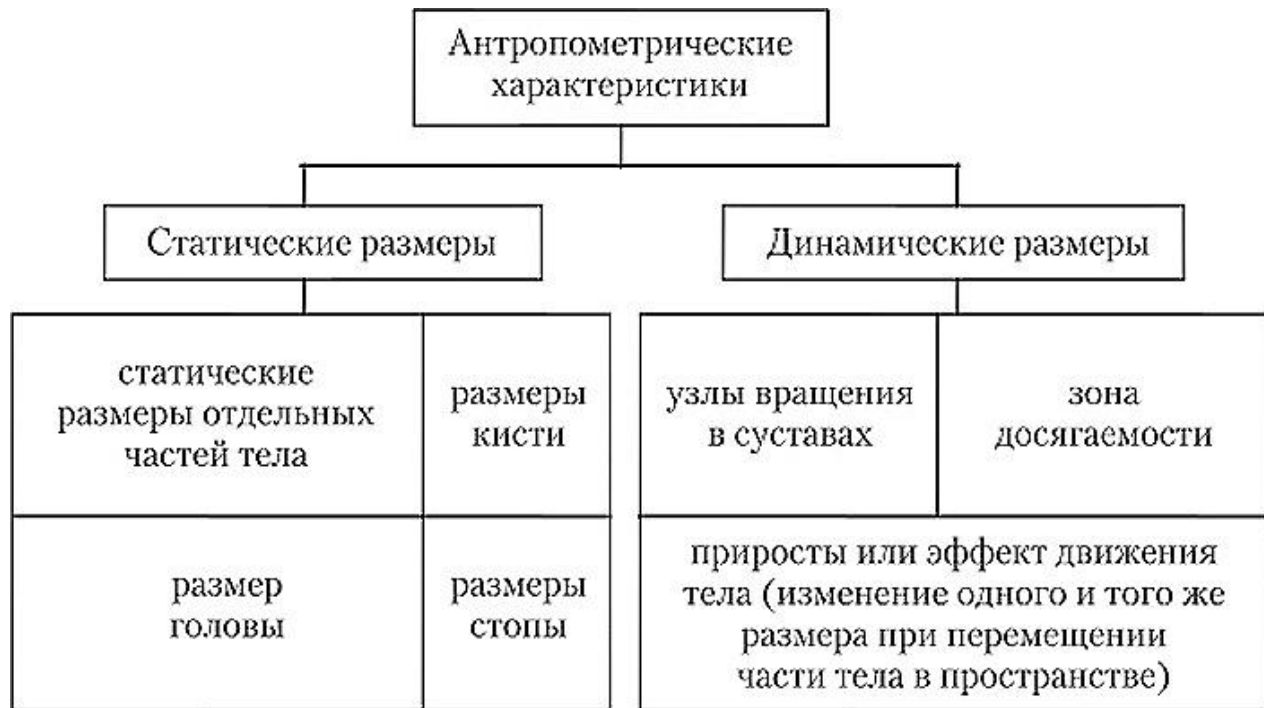 Антропометрические
характеристики
Статические размеры
Динамические размеры
статические
размеры отдельных
частей тела
размеры
кисти
узлы вращения
в суставах
зона
досягаемости
размер
головы
размеры
стопы
приросты или эффект движения
тела (изменение одного и того же
размера при перемещении
части тела в пространстве)